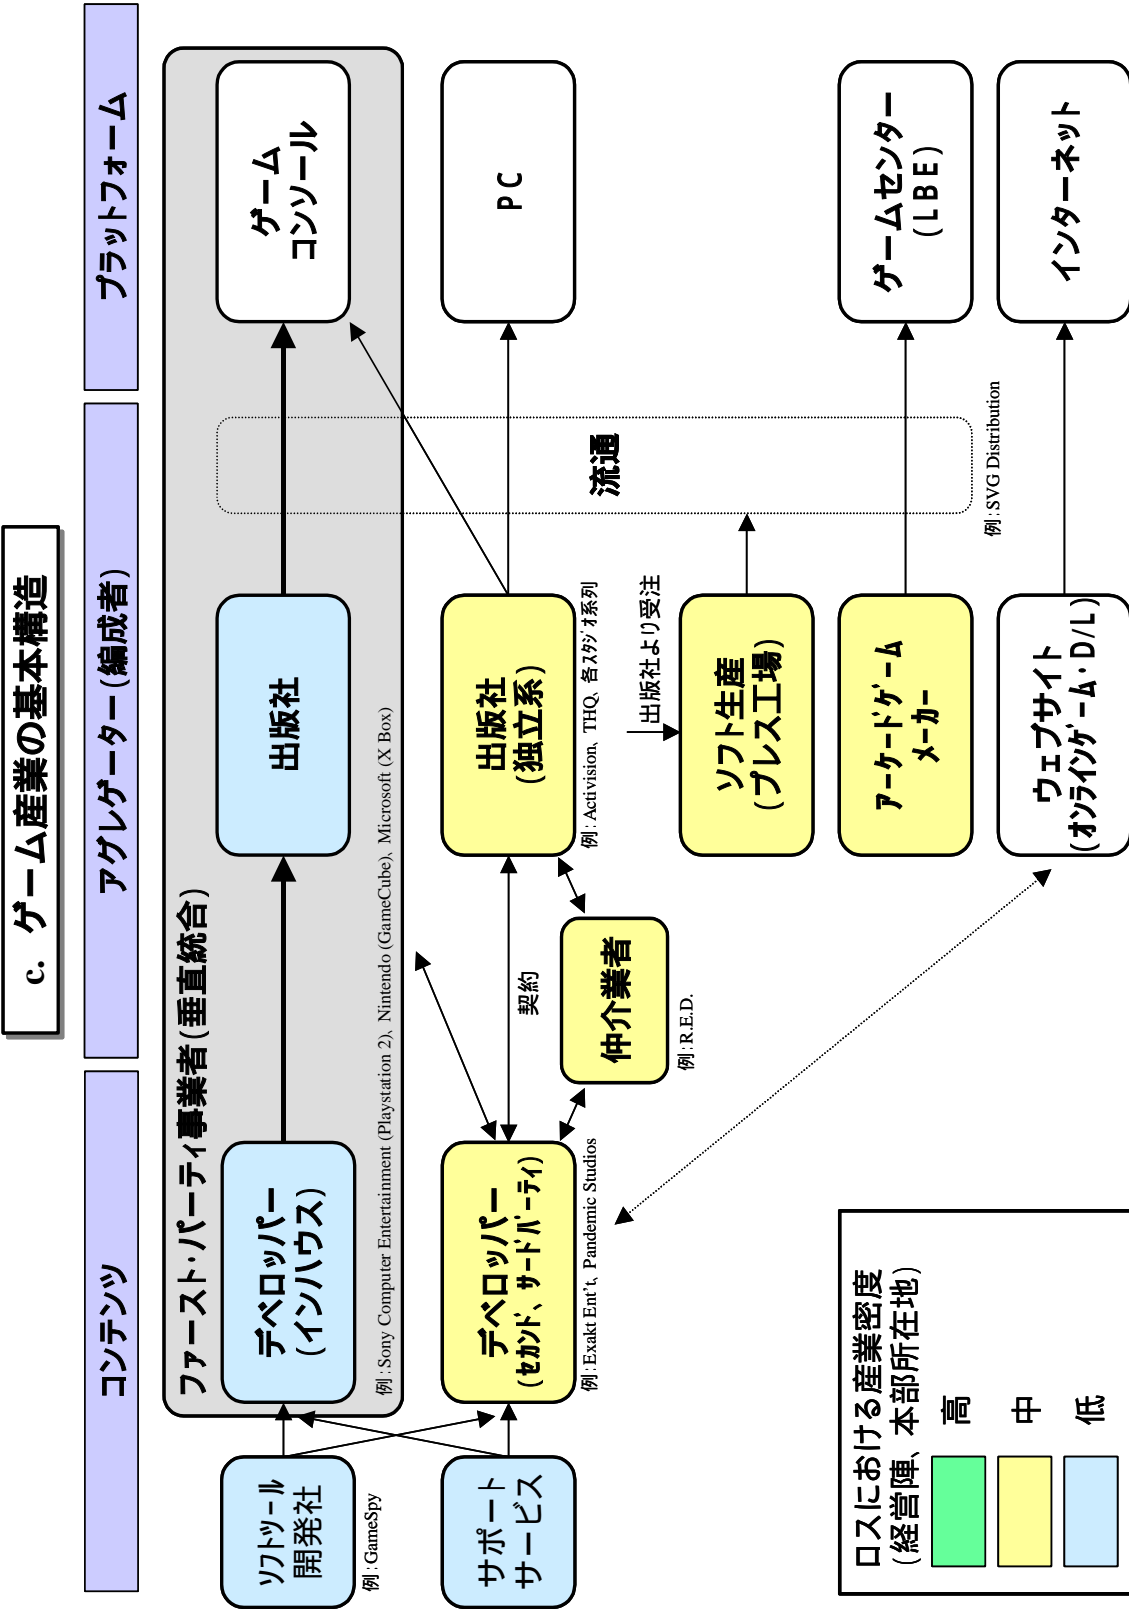 c. ゲーム産業の基本構造
コンテンツ
アグレゲーター(編成者)
プラットフォーム
ファースト・パーティ事業者(垂直統合)
デベロッパー
(インハウス)
出版社
ゲーム
コンソール
例:Sony Computer Entertainment (Playstation 2)、Nintendo (GameCube)、Microsoft (X Box)
ソフトツール
開発社
例:GameSpy
サポート
サービス
デベロッパー
(セカンド、サードパーティ)
例:Exakt Ent't、Pandemic Studios
契約
仲介業者
例:R.E.D.
出版社
(独立系)
例:Activision、THQ、各スタジオ系列
PC
流通
例:SVG Distribution
出版社より受注
ソフト生産
(プレス工場)
アーケードゲーム
メーカー
ゲームセンター
(LBE)
ウェブサイト
(オンラインゲーム・D/L)
インターネット
ロスにおける産業密度
(経営陣、本部所在地)
高
中
低